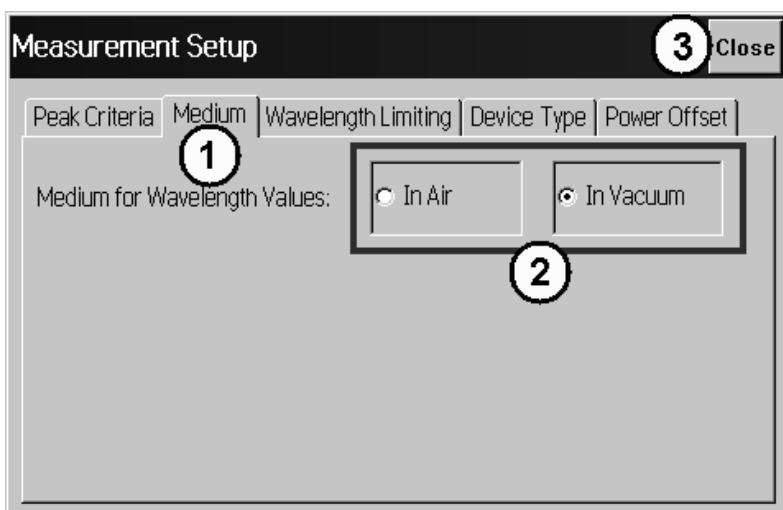 Measurement Setup 3 Close
Peak Criteria Medium Wavelength Limiting Device Type Power Offset
1
Medium for Wavelength Values: In Air In Vacuum
2